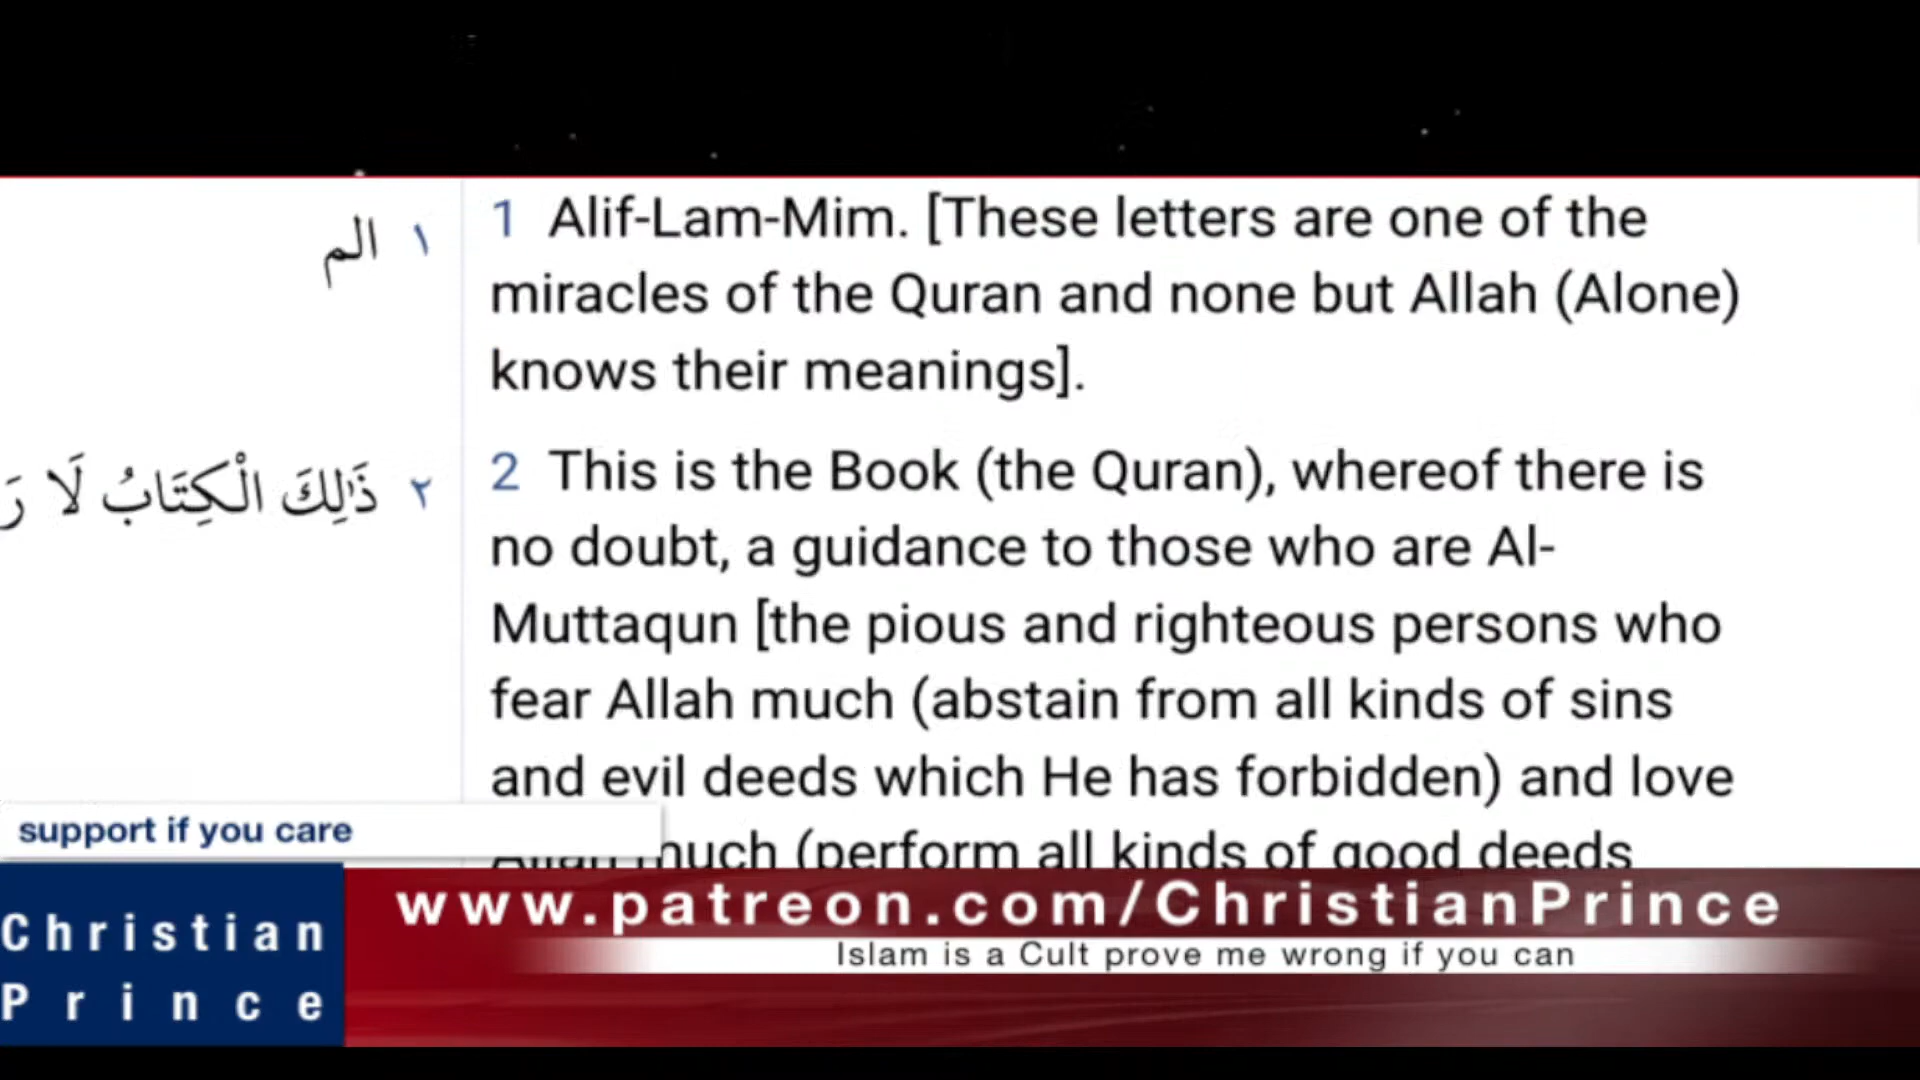 ١ الم
1 Alif-Lam-Mim. [These letters are one of the
miracles of the Quran and none but Allah (Alone)
knows their meanings].
٢ ذَٰلِكَ الْكِتَابُ لَا
2 This is the Book (the Quran), whereof there is
no doubt, a guidance to those who are Al-
Muttaqun [the pious and righteous persons who
fear Allah much (abstain from all kinds of sins
and evil deeds which He has forbidden) and love
Allah much (perform all kinds of good deeds
support if you care
Christian
Prince
www.patreon.com/ChristianPrince
Islam is a Cult prove me wrong if you can